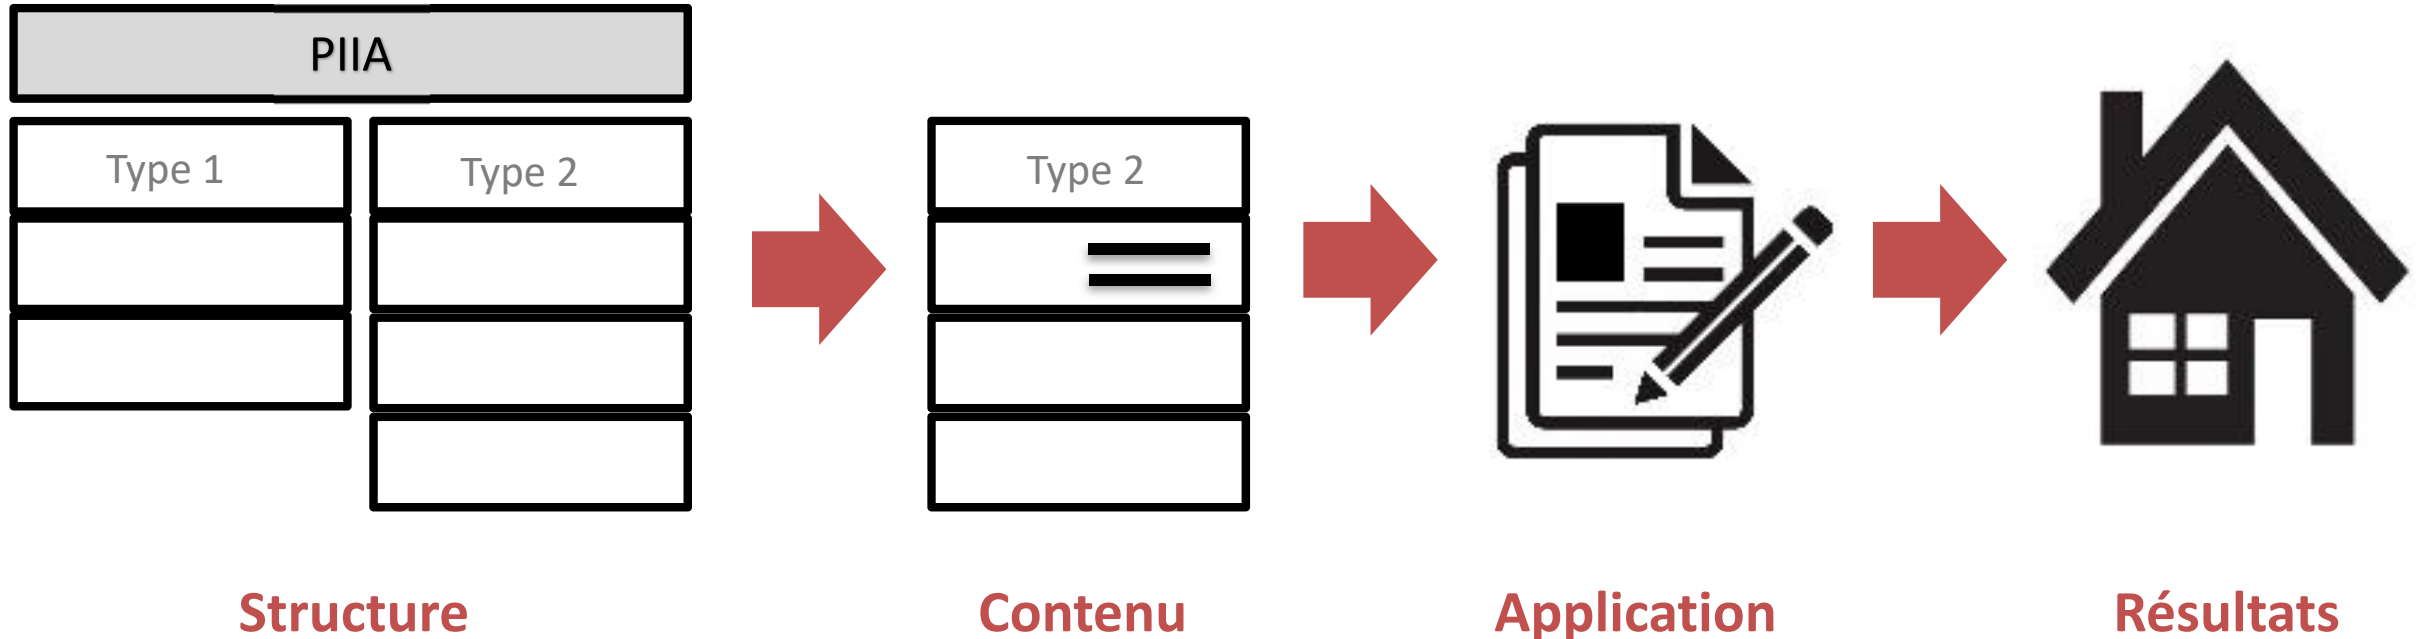 PIIA
Type 1
Type 2
Type 2
Structure
Contenu
Application
Résultats